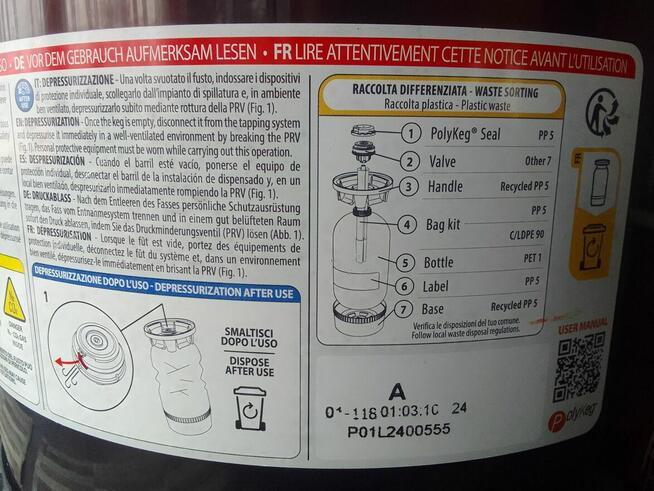 SO • DE VOR DEM GEBRAUCH AUFMERKSAM LESEN • FR LIRE ATTENTIVEMENT CETTE NOTICE AVANT L'UTILISATION
IT: DEPRESSURIZZAZIONE - Una volta svuotato il fusto, indossare i dispositivi
di protezione individuale, scollegarlo dall'impianto di spillatura e, in ambiente
ben ventilato, depressurizzarlo subito mediante rottura della PRV (Fig. 1).
EN: DEPRESSURIZATION - Once the keg is empty, disconnect it from the tapping system
and depressurise it immediately in a well-ventilated environment by breaking the PRV
(Fig. 1). Personal protective equipment must be worn while carrying out this operation.
ES: DESPRESURIZACIÓN - Cuando el barril esté vacío, ponerse el equipo de
protección individual, desconectar el barril de la instalación de dispensado y, en un
local bien ventilado, despresurizarlo inmediatamente rompiendo la PRV (Fig. 1).
DE: DRUCKABLASS - Nach dem Entleeren des Fasses persönliche Schutzausrüstung
tragen, das Fass vom Entnahmesystem trennen und in einem gut belüfteten Raum
sofort den Druck ablassen, indem Sie das Druckminderungsventil (PRV) lösen (Abb. 1).
FR: DÉPRESSURISATION - Lorsque le fût est vide, portez des équipements de
protection individuelle, déconnectez le fût du système et, dans un environnement
bien ventilé, dépressurisez-le immédiatement en brisant la PRV (Fig. 1).
DEPRESSURIZZAZIONE DOPO L'USO - DEPRESSURIZATION AFTER USE
1
SMALTISCI
DOPO L'USO
DISPOSE
AFTER USE
RACCOLTA DIFFERENZIATA - WASTE SORTING
Raccolta plastica - Plastic waste
1 PolyKeg® Seal PP 5
2 Valve Other 7
3 Handle Recycled PP 5
PP 5
4 Bag kit
C/LDPE 90
5 Bottle PET 1
6 Label PP 5
7 Base Recycled PP 5
Verifica le disposizioni del tuo comune.
Follow local waste disposal regulations.
FR
USER MANUAL
PolyKeg
DANGER
A
118 01:03.10 24
P01L2400555